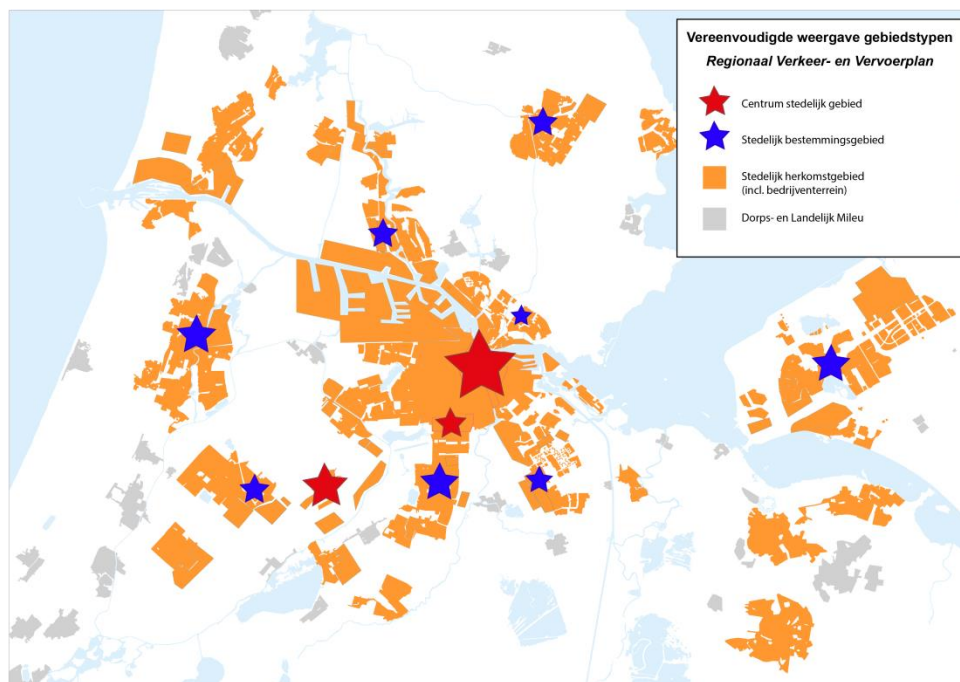 Vereenvoudigde weergave gebiedstypen
Regionaal Verkeer- en Vervoerplan
Centrum stedelijk gebied
Stedelijk bestemmingsgebied
Stedelijk herkomstgebied
(incl. bedrijventerrein)
Dorps- en Landelijk Mileu